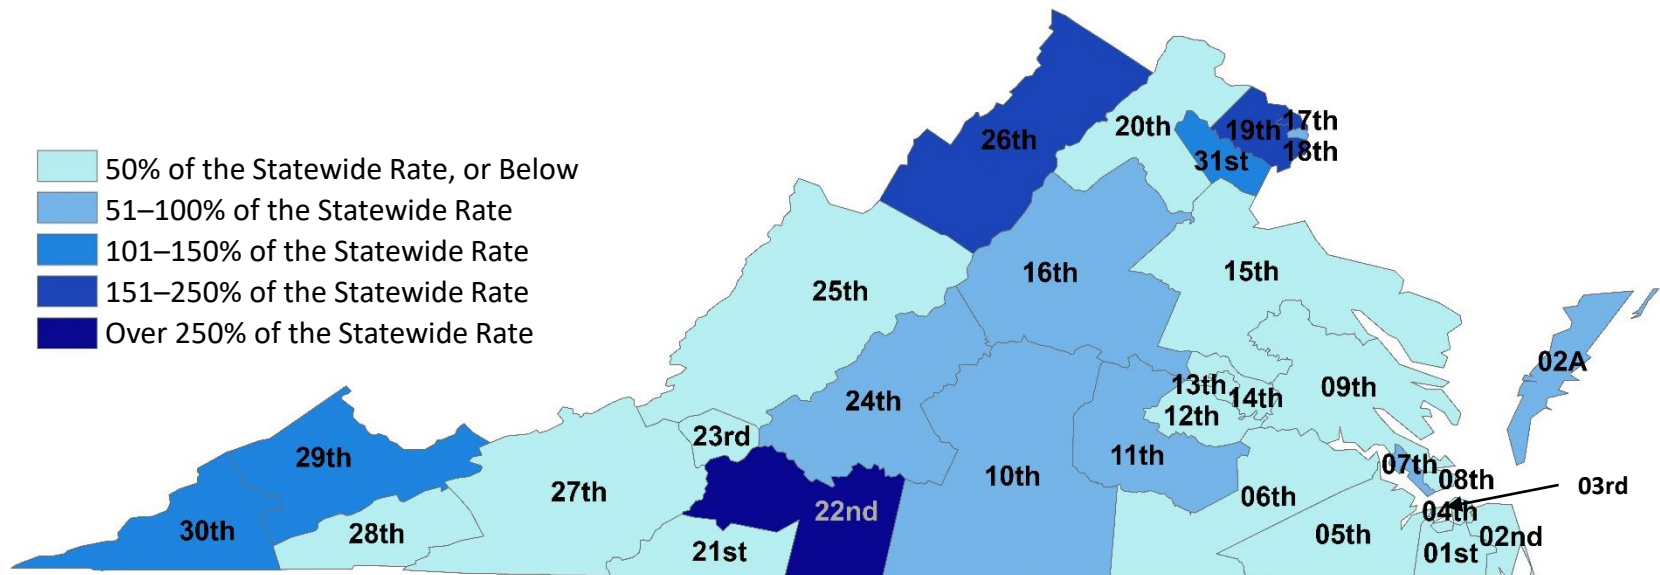 50% of the Statewide Rate, or Below
51–100% of the Statewide Rate
101–150% of the Statewide Rate
151–250% of the Statewide Rate
Over 250% of the Statewide Rate
26th
20th
19th
17th
18th
31st
25th
16th
15th
02A
24th
13th
14th
12th
09th
23rd
29th
27th
22nd
10th
11th
07th
08th
03rd
06th
04th
30th
28th
21st
05th
01st
02nd